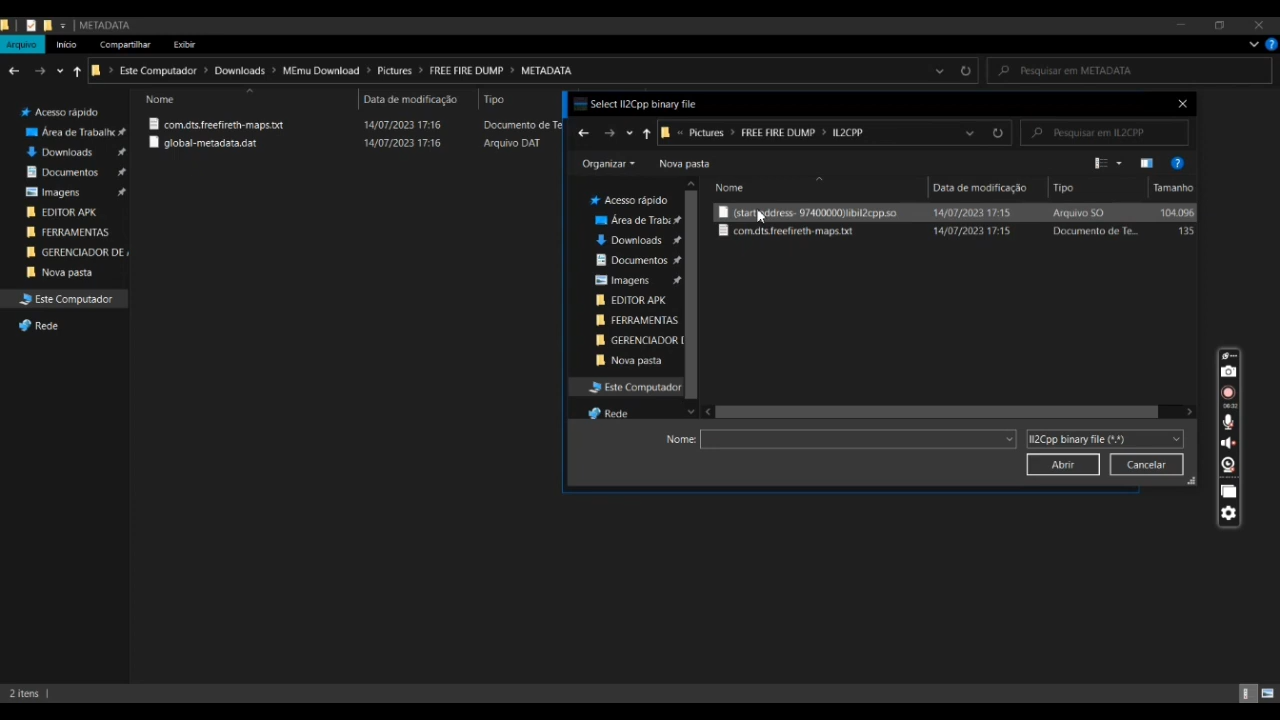 METADATA
Arquivo Início Compartilhar Exibir
Este Computador Downloads MEmu Download Pictures FREE FIRE DUMP METADATA
Pesquisar em METADATA
Acesso rápido
Área de Trabalho
Downloads
Documentos
Imagens
EDITOR APK
FERRAMENTAS
GERENCIADOR DE
Nova pasta
Este Computador
Rede
Nome Data de modificação Tipo
com.dts.freefireth-maps.txt 14/07/2023 17:16 Documento de Te
global-metadata.dat 14/07/2023 17:16 Arquivo DAT
Select Il2Cpp binary file
« Pictures FREE FIRE DUMP IL2CPP
Pesquisar em IL2CPP
Organizar Nova pasta
Acesso rápido
Área de Traba
Downloads
Documentos
Imagens
EDITOR APK
FERRAMENTAS
GERENCIADOR D
Nova pasta
Este Computador
Rede
Nome Data de modificação Tipo Tamanho
(start address- 97400000)libil2cpp.so 14/07/2023 17:15 Arquivo SO 104.096
com.dts.freefireth-maps.txt 14/07/2023 17:15 Documento de Te... 135
Nome: Il2Cpp binary file (*.*)
Abrir Cancelar
2 itens